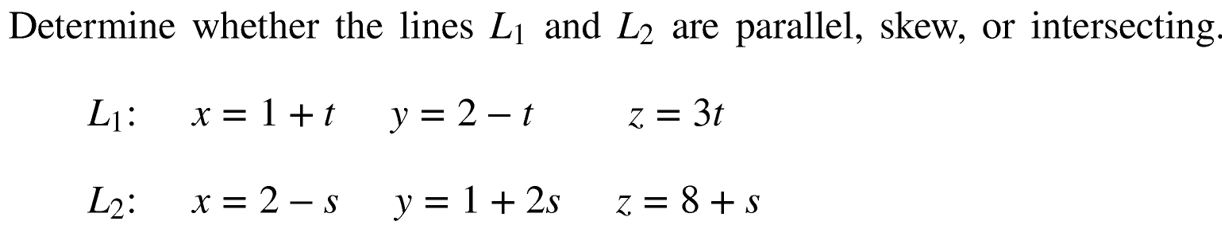 Determine whether the lines L₁ and L₂ are parallel, skew, or intersecting.
L₁: x = 1 + t y = 2 − t z = 3t
L₂: x = 2 − s y = 1 + 2s z = 8 + s